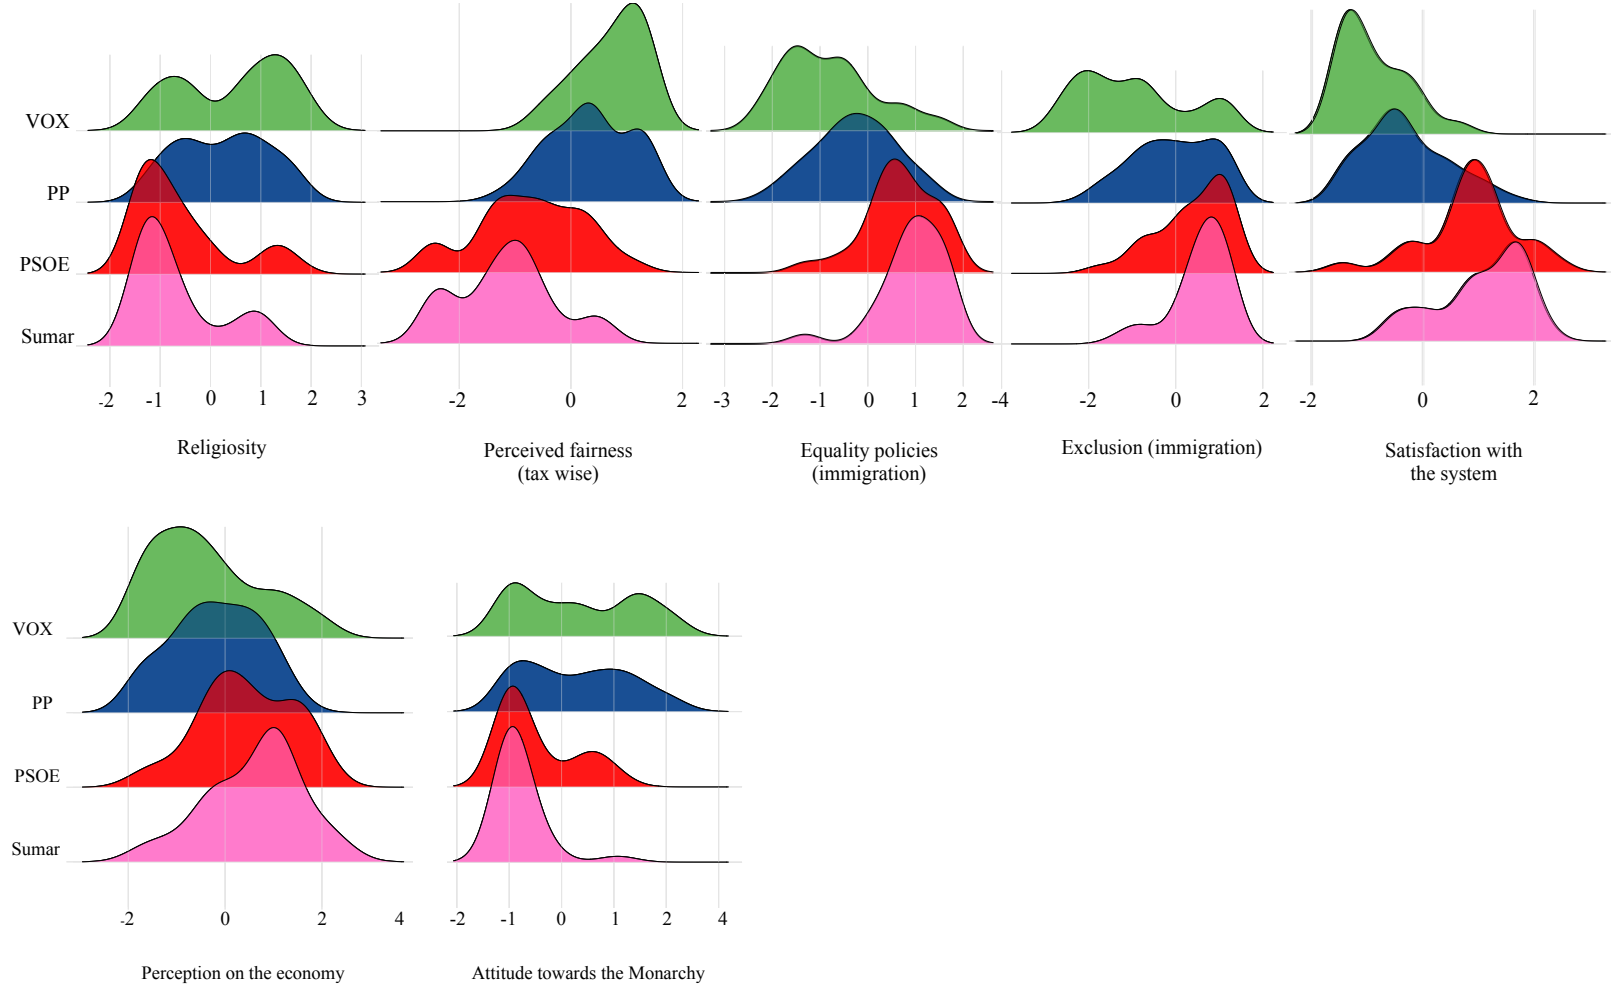 VOX
PP
PSOE
Sumar
-2 -1 0 1 2 3
-2 0 2
-3 -2 -1 0 1 2
-4 -2 0 2
-2 0 2
Religiosity
Perceived fairness
(tax wise)
Equality policies
(immigration)
Exclusion (immigration)
Satisfaction with
the system
VOX
PP
PSOE
Sumar
-2 0 2 4
-2 -1 0 1 2 4
Perception on the economy
Attitude towards the Monarchy